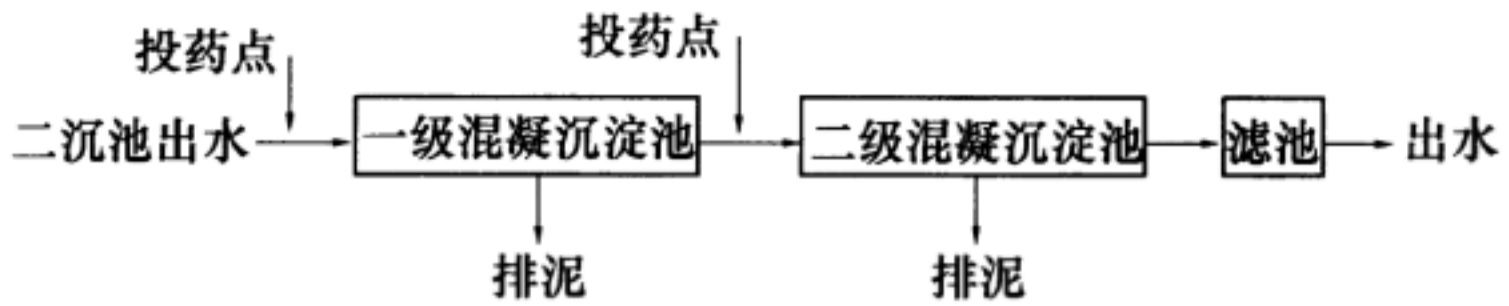 投药点
投药点
二沉池出水
一级混凝沉淀池
二级混凝沉淀池
滤池
出水
排泥
排泥